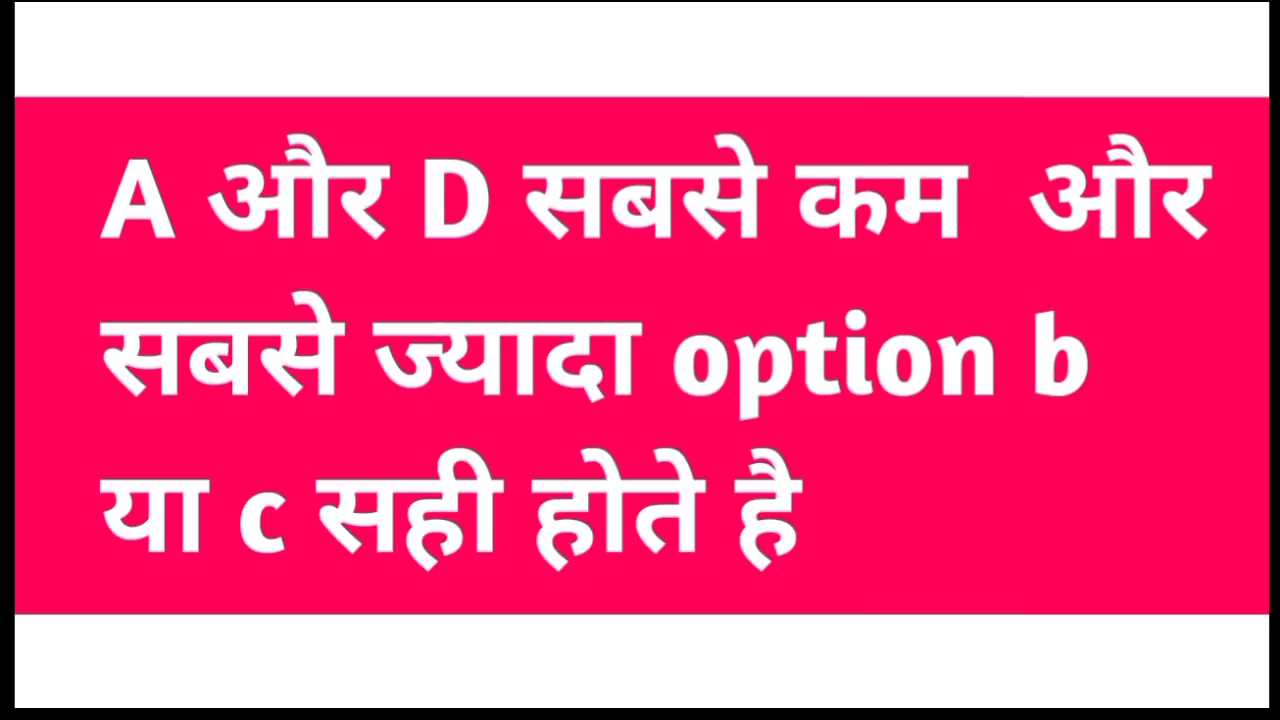 A और D सबसे कम और
सबसे ज्यादा option b
या c सही होते है